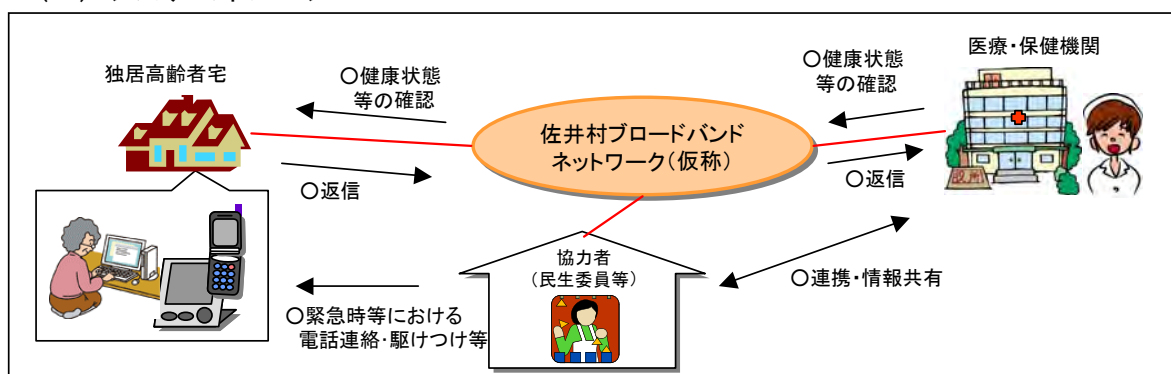 医療・保健機関
独居高齢者宅
○健康状態
等の確認
○健康状態
等の確認
佐井村ブロードバンド
ネットワーク(仮称)
○返信
○返信
協力者
(民生委員等)
○連携・情報共有
○緊急時等における
電話連絡・駆けつけ等